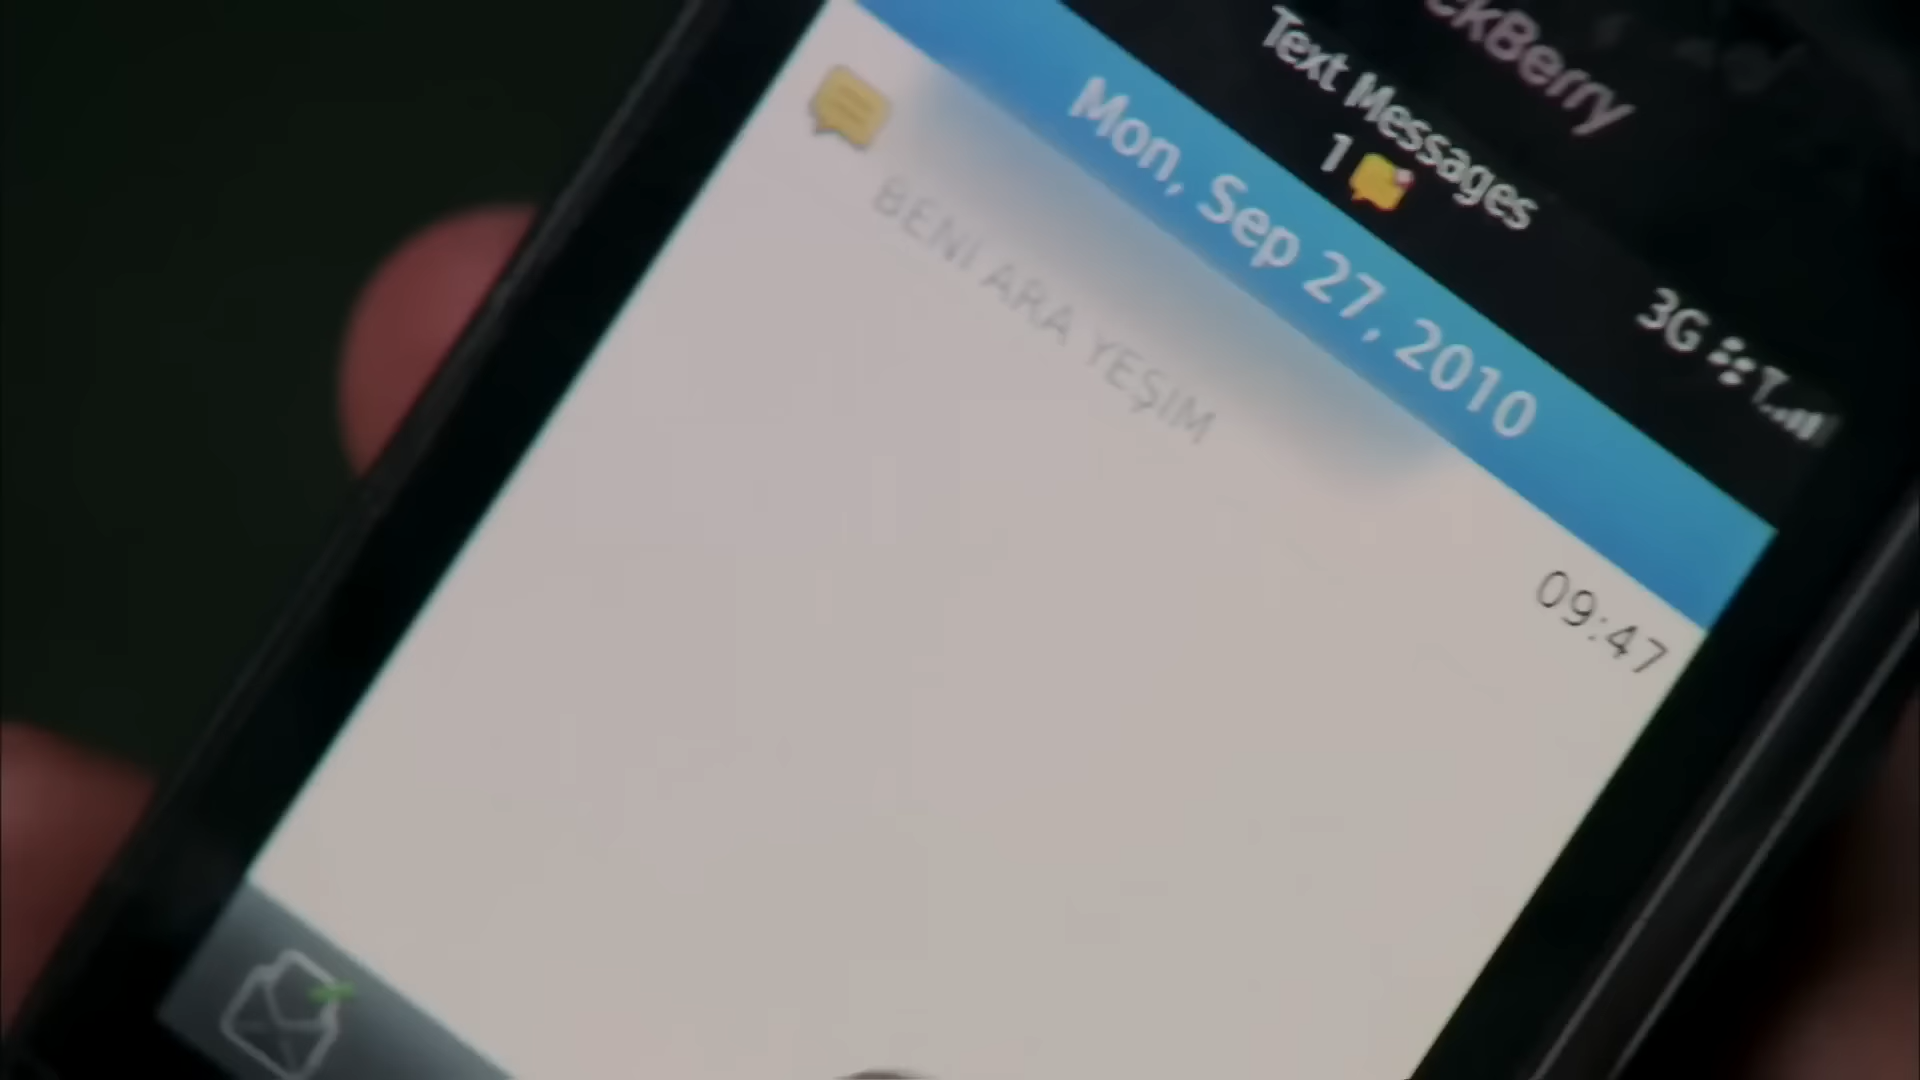 ckBerry
Text Messages
1
3G
Mon, Sep 27, 2010
09:47
BENİ ARA YEŞİM